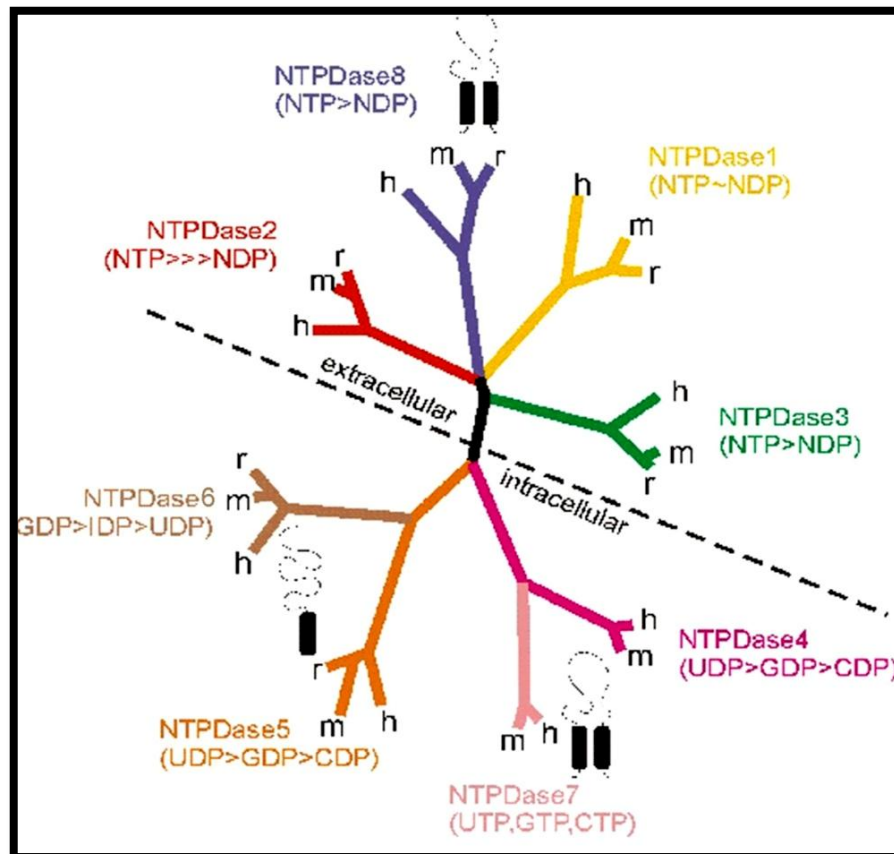 NTPDase8
(NTP>NDP)
m
r
h
NTPDase1
(NTP~NDP)
h
m
r
NTPDase2
(NTP>>>NDP)
r
m
h
extracellular
intracellular
h
m
r
NTPDase3
(NTP>NDP)
r
m
h
NTPDase6
GDP>IDP>UDP)
h
m
NTPDase4
(UDP>GDP>CDP)
r
m
h
NTPDase5
(UDP>GDP>CDP)
m
h
NTPDase7
(UTP,GTP,CTP)